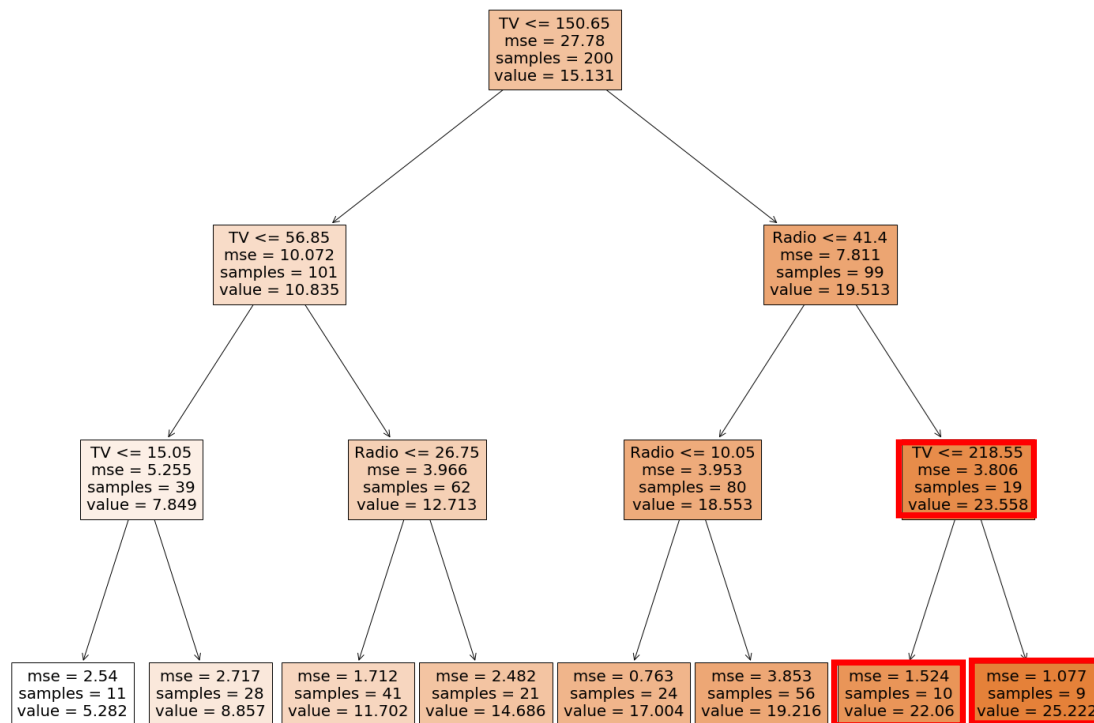 TV <= 150.65
mse = 27.78
samples = 200
value = 15.131
TV <= 56.85
mse = 10.072
samples = 101
value = 10.835
Radio <= 41.4
mse = 7.811
samples = 99
value = 19.513
TV <= 15.05
mse = 5.255
samples = 39
value = 7.849
Radio <= 26.75
mse = 3.966
samples = 62
value = 12.713
Radio <= 10.05
mse = 3.953
samples = 80
value = 18.553
TV <= 218.55
mse = 3.806
samples = 19
value = 23.558
mse = 2.54
samples = 11
value = 5.282
mse = 2.717
samples = 28
value = 8.857
mse = 1.712
samples = 41
value = 11.702
mse = 2.482
samples = 21
value = 14.686
mse = 0.763
samples = 24
value = 17.004
mse = 3.853
samples = 56
value = 19.216
mse = 1.524
samples = 10
value = 22.06
mse = 1.077
samples = 9
value = 25.222